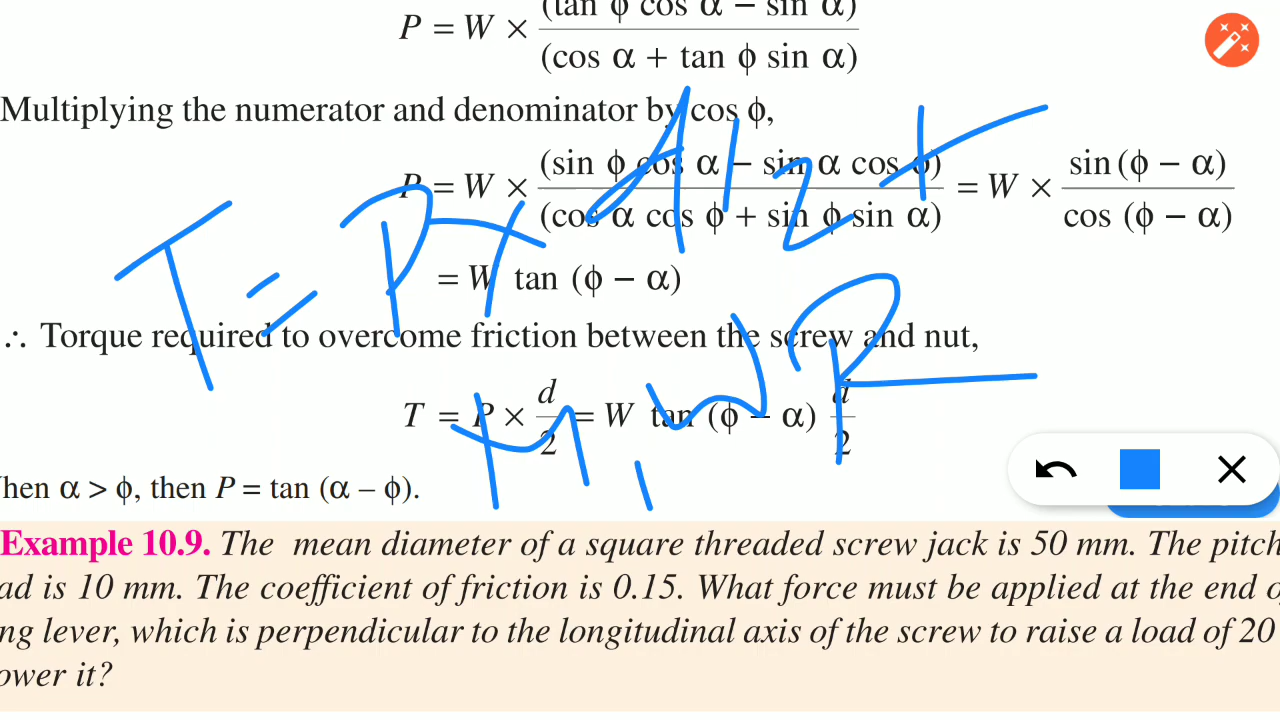 P = W × (tan ϕ cos α – sin α) / (cos α + tan ϕ sin α)
Multiplying the numerator and denominator by cos ϕ,
P = W × (sin ϕ cos α – sin α cos ϕ) / (cos α cos ϕ + sin ϕ sin α) = W × sin (ϕ – α) / cos (ϕ – α)
= W tan (ϕ – α)
T = P × d/2 +
∴ Torque required to overcome friction between the screw and nut,
μ, W R
T = P × d/2 = W tan (ϕ – α) d/2
hen α > ϕ, then P = tan (α – ϕ).
Example 10.9. The mean diameter of a square threaded screw jack is 50 mm. The pitch
ad is 10 mm. The coefficient of friction is 0.15. What force must be applied at the end o
ng lever, which is perpendicular to the longitudinal axis of the screw to raise a load of 20
ower it?